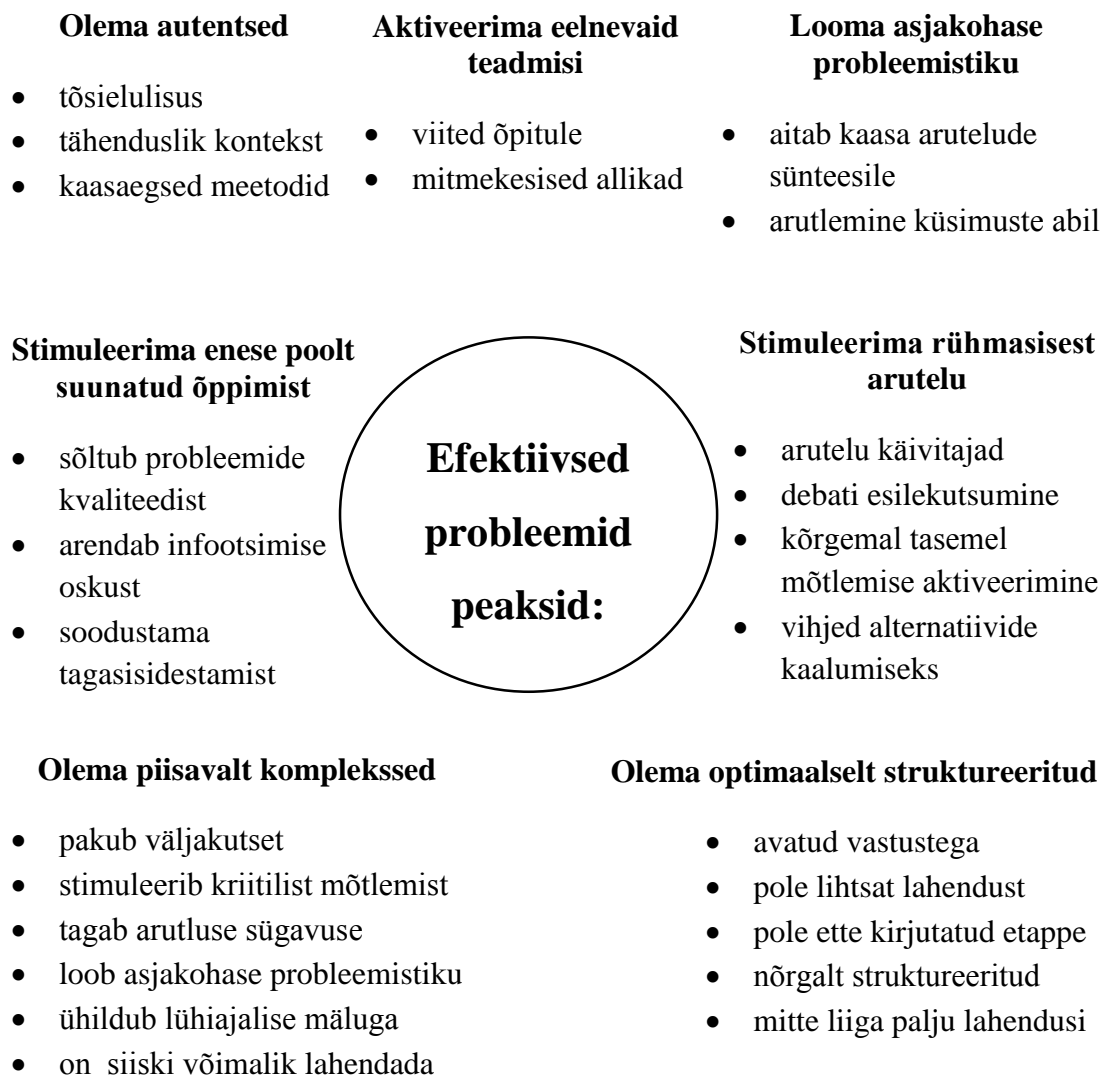 Olema autentsed
• tõsielulisus
• tähenduslik kontekst
• kaasaegsed meetodid
Aktiveerima eelnevaid
teadmisi
• viited õpitule
• mitmekesised allikad
Looma asjakohase
probleemistiku
• aitab kaasa arutelude
sünteesile
• arutlemine küsimuste abil
Stimuleerima enese poolt
suunatud õppimist
• sõltub probleemide
kvaliteedist
• arendab infootsimise
oskust
• soodustama
tagasisidestamist
Efektiivsed
probleemid
peaksid:
Stimuleerima rühmasisest
arutelu
• arutelu käivitajad
• debati esilekutsumine
• kõrgemal tasemel
mõtlemise aktiveerimine
• vihjed alternatiivide
kaalumiseks
Olema piisavalt komplekssed
• pakub väljakutset
• stimuleerib kriitilist mõtlemist
• tagab arutluse sügavuse
• loob asjakohase probleemistiku
• ühildub lühiajalise mäluga
• on siiski võimalik lahendada
Olema optimaalselt struktureeritud
• avatud vastustega
• pole lihtsat lahendust
• pole ette kirjutatud etappe
• nõrgalt struktureeritud
• mitte liiga palju lahendusi